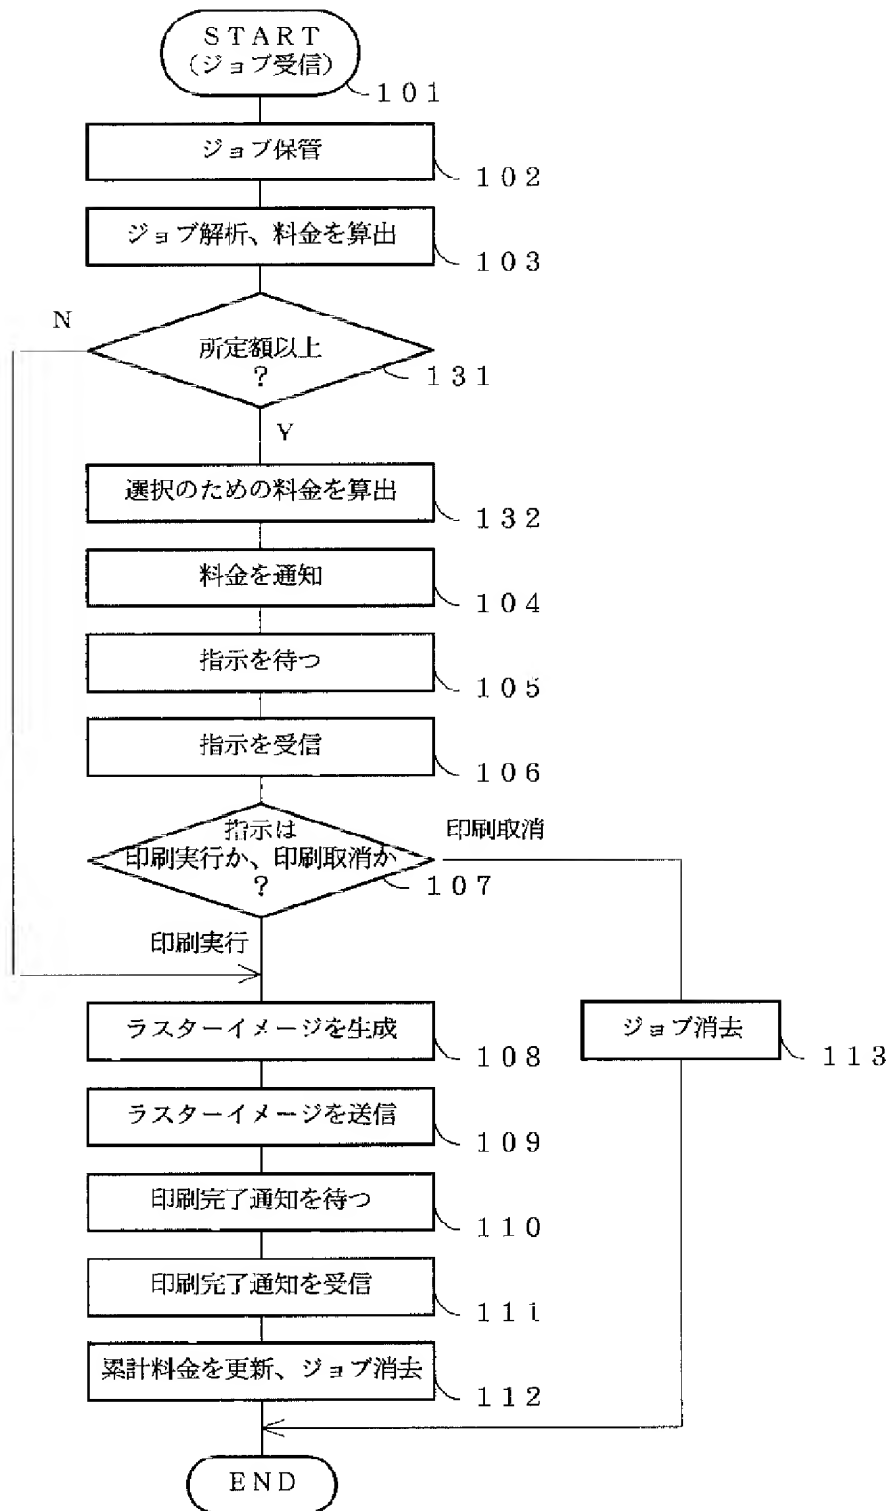 START
(ジョブ受信)
101
ジョブ保管
102
ジョブ解析、料金を算出
103
N
所定額以上
?
131
Y
選択のための料金を算出
132
料金を通知
104
指示を待つ
105
指示を受信
106
指示は
印刷実行か、印刷取消か
?
107
印刷取消
印刷実行
ラスターイメージを生成
108
ジョブ消去
113
ラスターイメージを送信
109
印刷完了通知を待つ
110
印刷完了通知を受信
111
累計料金を更新、ジョブ消去
112
END